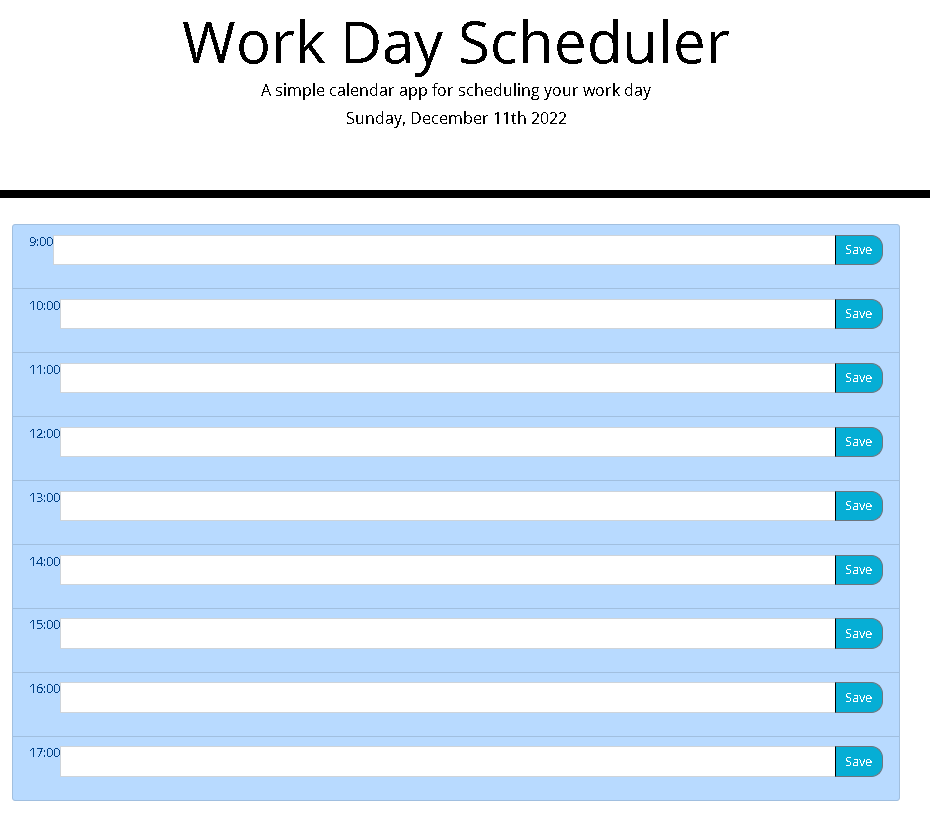 Work Day Scheduler
A simple calendar app for scheduling your work day
Sunday, December 11th 2022
9:00 Save
10:00 Save
11:00 Save
12:00 Save
13:00 Save
14:00 Save
15:00 Save
16:00 Save
17:00 Save